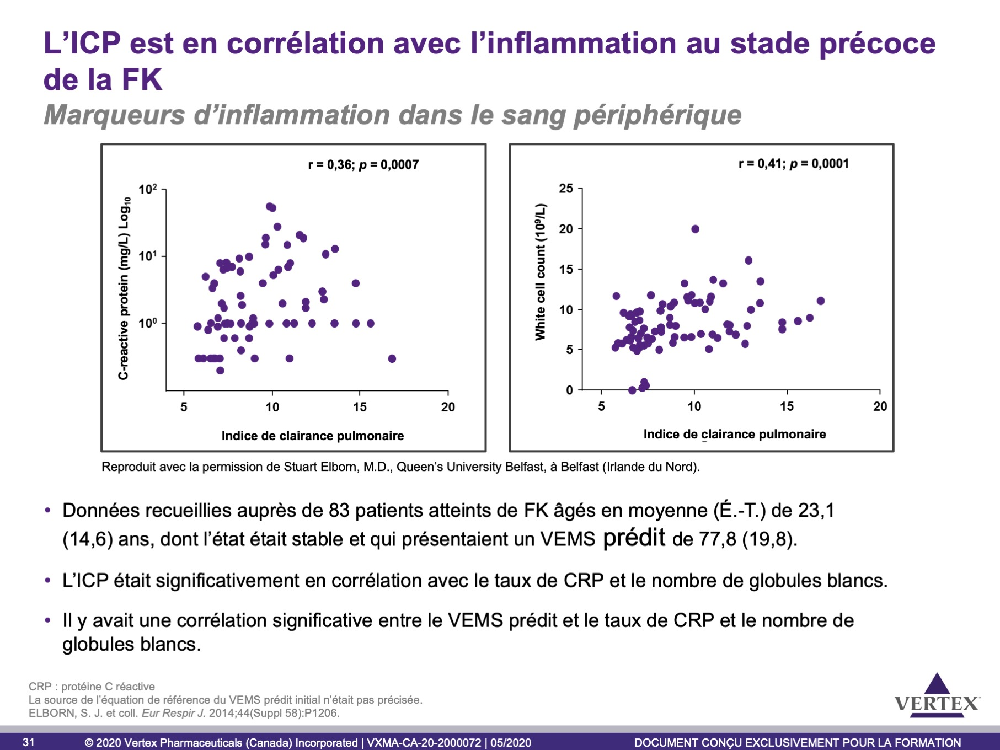 L’ICP est en corrélation avec l’inflammation au stade précoce
de la FK
Marqueurs d’inflammation dans le sang périphérique
r = 0,36; p = 0,0007
10²
10¹
10⁰
C-reactive protein (mg/L) Log₁₀
5 10 15 20
Indice de clairance pulmonaire
r = 0,41; p = 0,0001
25
20
15
10
5
0
White cell count (10⁹/L)
5 10 15 20
Indice de clairance pulmonaire
Reproduit avec la permission de Stuart Elborn, M.D., Queen’s University Belfast, à Belfast (Irlande du Nord).
• Données recueillies auprès de 83 patients atteints de FK âgés en moyenne (É.-T.) de 23,1
(14,6) ans, dont l’état était stable et qui présentaient un VEMS prédit de 77,8 (19,8).
• L’ICP était significativement en corrélation avec le taux de CRP et le nombre de globules blancs.
• Il y avait une corrélation significative entre le VEMS prédit et le taux de CRP et le nombre de
globules blancs.
CRP : protéine C réactive
La source de l’équation de référence du VEMS prédit initial n’était pas précisée.
ELBORN, S. J. et coll. Eur Respir J. 2014;44(Suppl 58):P1206.
VERTEX
31 © 2020 Vertex Pharmaceuticals (Canada) Incorporated | VXMA-CA-20-2000072 | 05/2020 DOCUMENT CONÇU EXCLUSIVEMENT POUR LA FORMATION